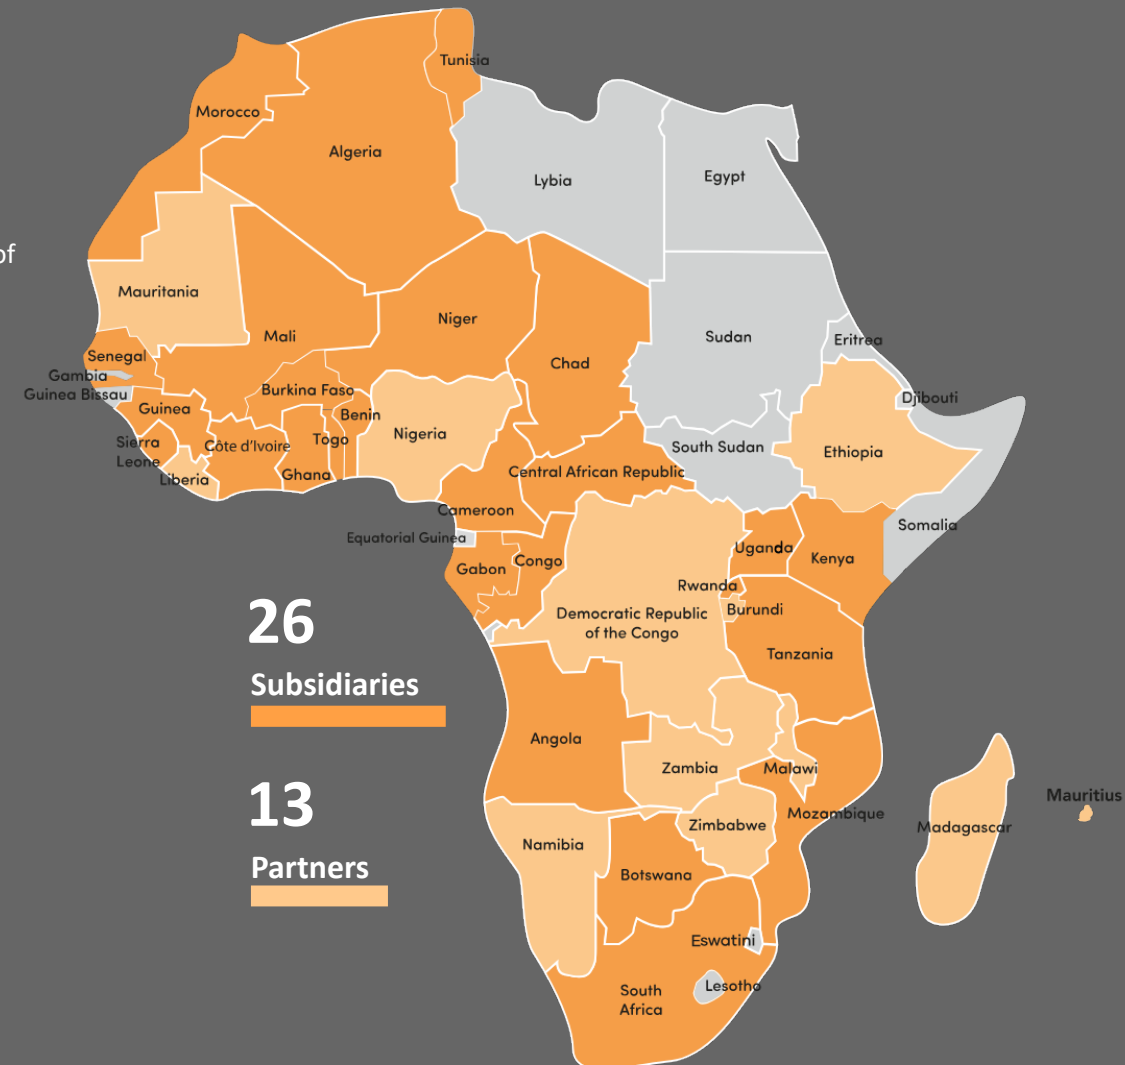 Tunisia
Morocco
Algeria
Lybia
Egypt
of
Mauritania
Niger
Mali
Sudan
Eritrea
Senegal
Chad
Gambia
Burkina Faso
Guinea Bissau
Djibouti
Guinea
Benin
Nigeria
Sierra
Leone
Côte d'Ivoire
Togo
South Sudan
Ethiopia
Liberia
Ghana
Central African Republic
Cameroon
Somalia
Equatorial Guinea
Uganda
Gabon
Congo
Kenya
Rwanda
Burundi
Democratic Republic
of the Congo
26
Subsidiaries
Tanzania
Angola
Zambia
Malawi
13
Partners
Mauritius
Mozambique
Madagascar
Zimbabwe
Namibia
Botswana
Eswatini
Lesotho
South
Africa